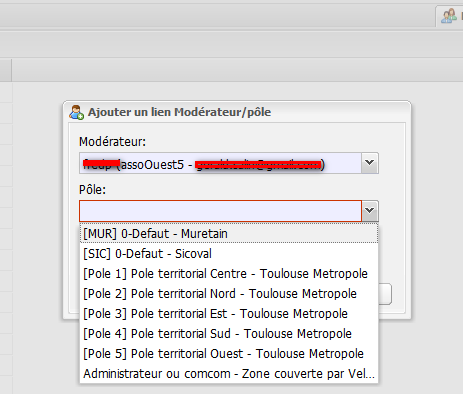 Ajouter un lien Modérateur/pôle
Modérateur:
(assoOuest5 - )
Pôle:
[MUR] 0-Defaut - Muretain
[SIC] 0-Defaut - Sicoval
[Pole 1] Pole territorial Centre - Toulouse Metropole
[Pole 2] Pole territorial Nord - Toulouse Metropole
[Pole 3] Pole territorial Est - Toulouse Metropole
[Pole 4] Pole territorial Sud - Toulouse Metropole
[Pole 5] Pole territorial Ouest - Toulouse Metropole
Administrateur ou comcom - Zone couverte par Vel...